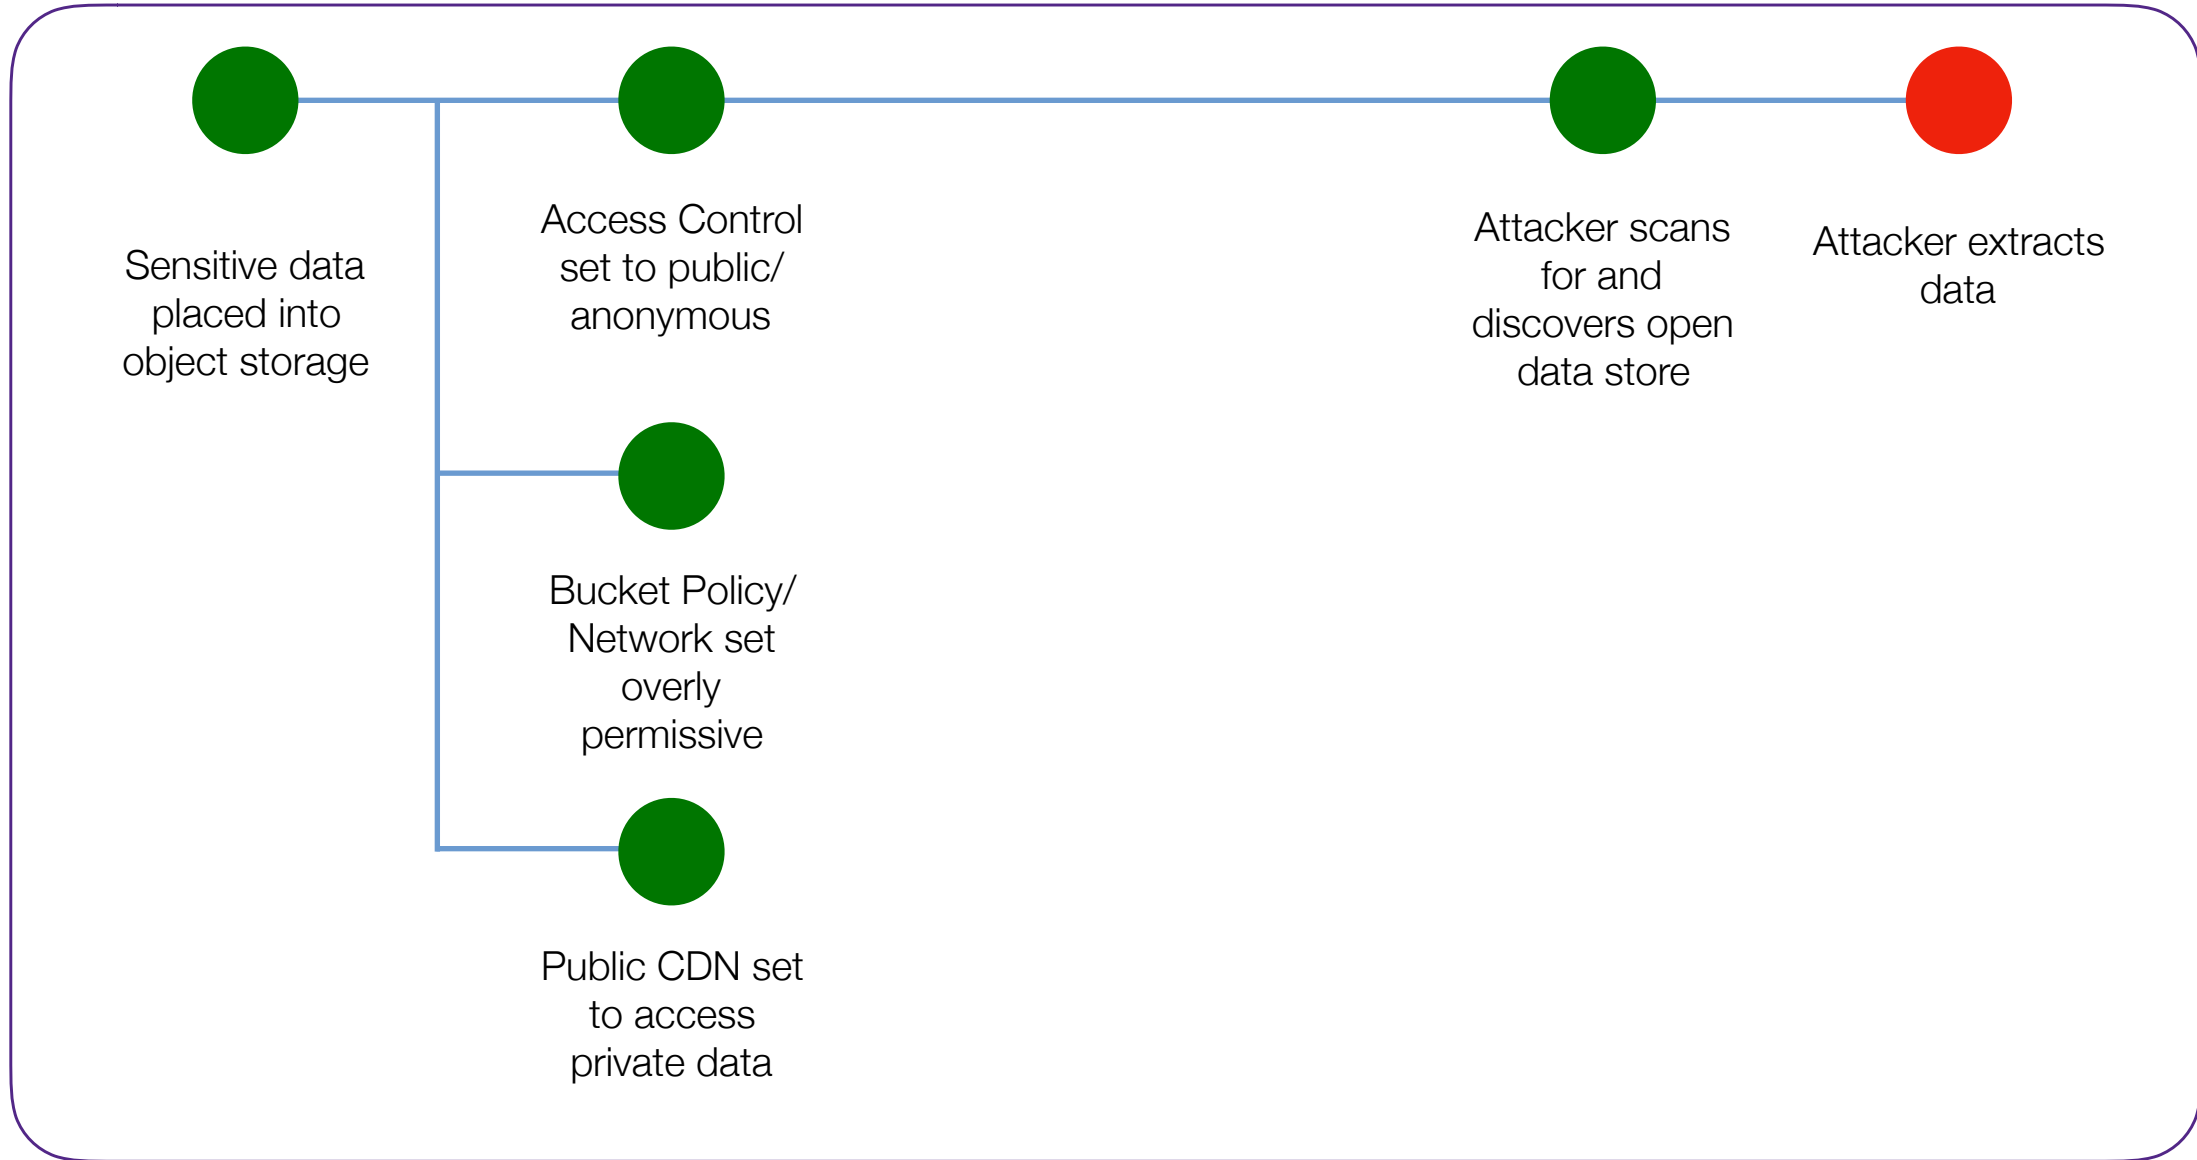 Sensitive data
placed into
object storage
Access Control
set to public/
anonymous
Bucket Policy/
Network set
overly
permissive
Public CDN set
to access
private data
Attacker scans
for and
discovers open
data store
Attacker extracts
data